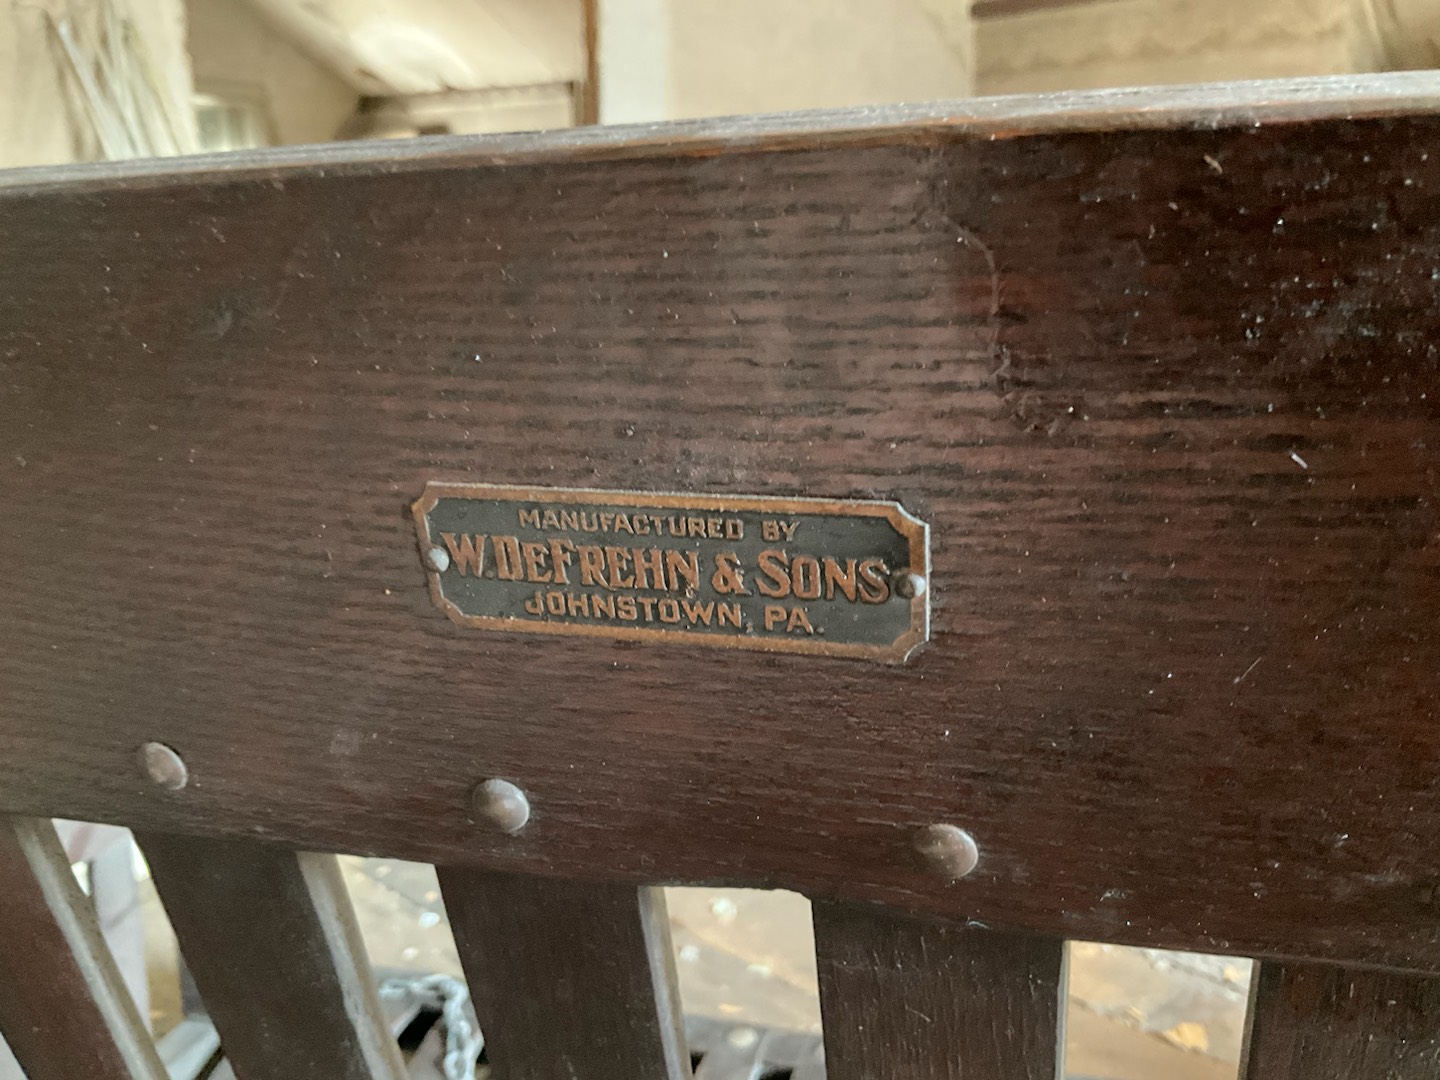 MANUFACTURED BY
W. DEFREHN & SONS
JOHNSTOWN, PA.